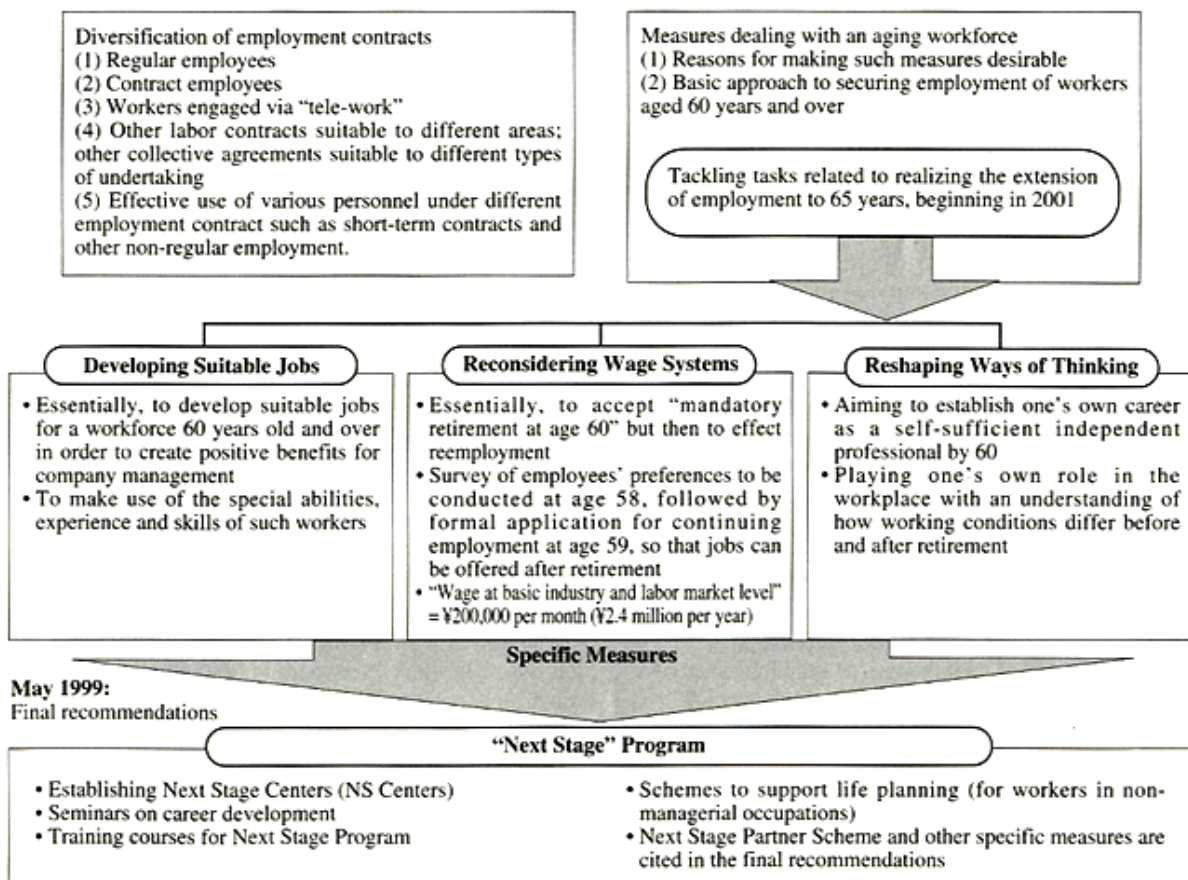 Diversification of employment contracts
(1) Regular employees
(2) Contract employees
(3) Workers engaged via “tele-work”
(4) Other labor contracts suitable to different areas;
other collective agreements suitable to different types
of undertaking
(5) Effective use of various personnel under different
employment contract such as short-term contracts and
other non-regular employment.
Measures dealing with an aging workforce
(1) Reasons for making such measures desirable
(2) Basic approach to securing employment of workers
aged 60 years and over
Tackling tasks related to realizing the extension
of employment to 65 years, beginning in 2001
Developing Suitable Jobs
• Essentially, to develop suitable jobs
for a workforce 60 years old and over
in order to create positive benefits for
company management
• To make use of the special abilities,
experience and skills of such workers
Reconsidering Wage Systems
• Essentially, to accept “mandatory
retirement at age 60” but then to effect
reemployment
• Survey of employees’ preferences to be
conducted at age 58, followed by
formal application for continuing
employment at age 59, so that jobs can
be offered after retirement
• “Wage at basic industry and labor market level”
= ¥200,000 per month (¥2.4 million per year)
Reshaping Ways of Thinking
• Aiming to establish one’s own career
as a self-sufficient independent
professional by 60
• Playing one’s own role in the
workplace with an understanding of
how working conditions differ before
and after retirement
Specific Measures
May 1999:
Final recommendations
“Next Stage” Program
• Establishing Next Stage Centers (NS Centers)
• Seminars on career development
• Training courses for Next Stage Program
• Schemes to support life planning (for workers in non-
managerial occupations)
• Next Stage Partner Scheme and other specific measures are
cited in the final recommendations